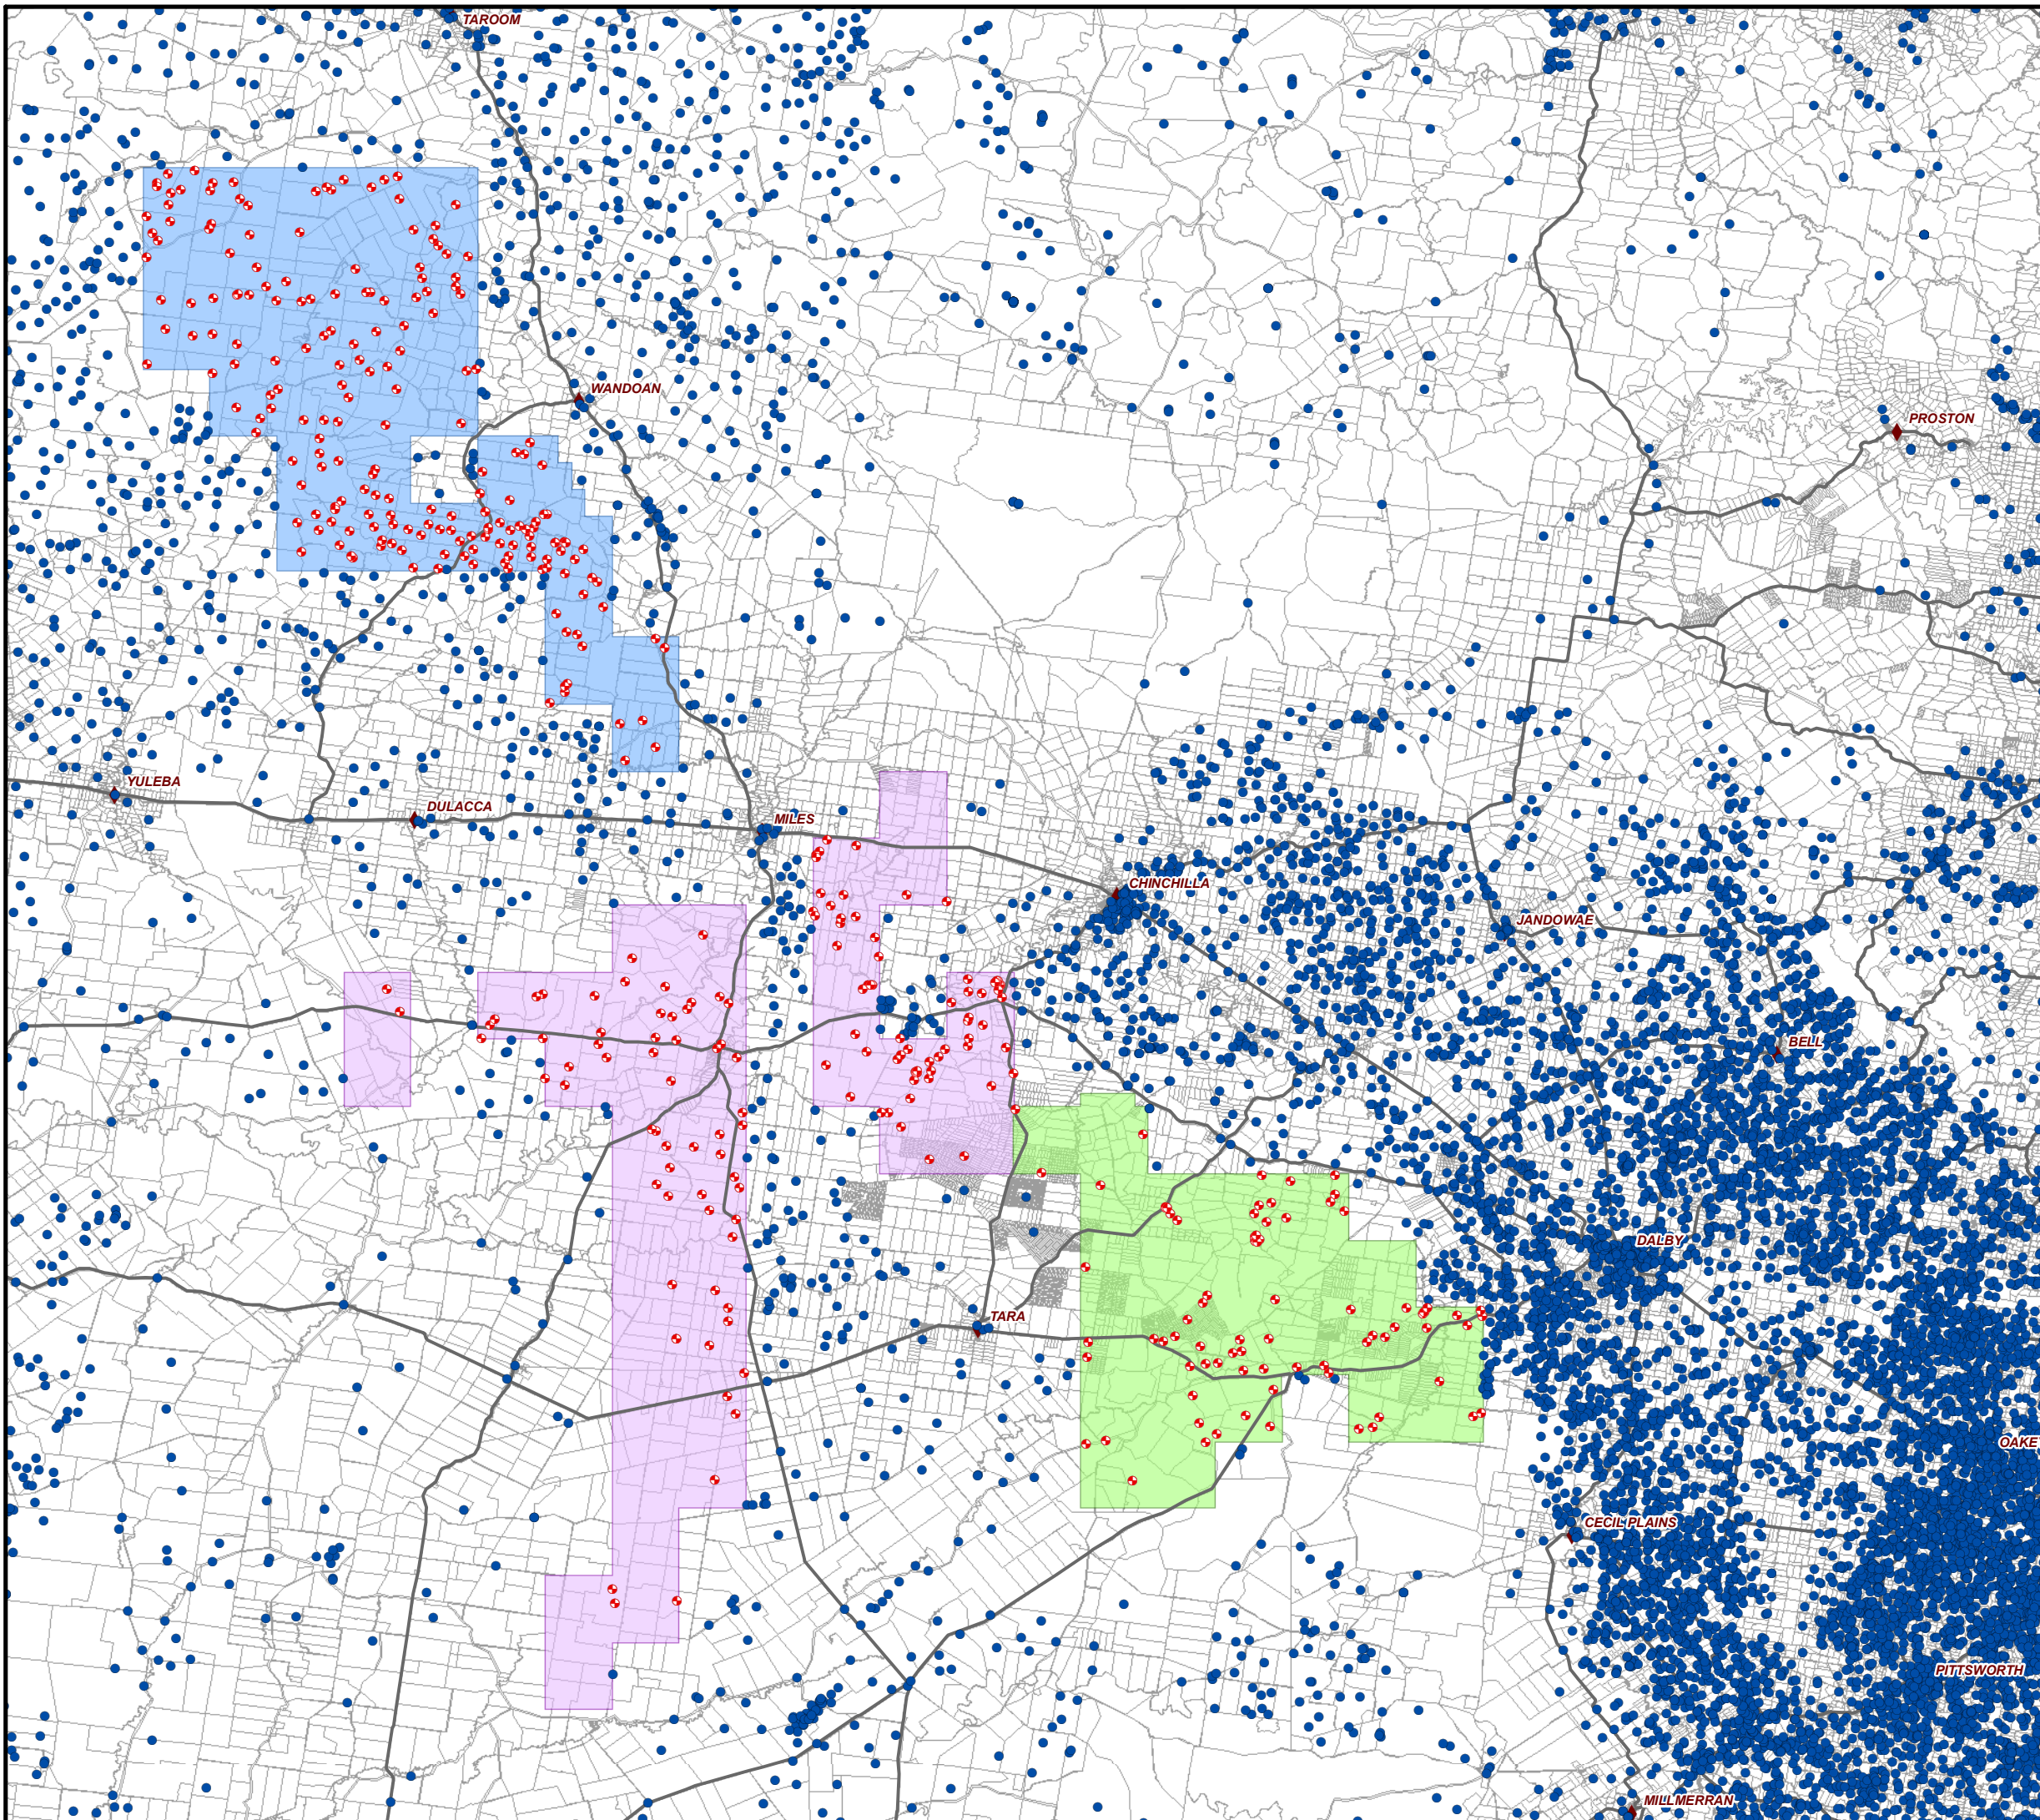 TAROOM
WANDOAN
PROSTON
YULEBA
DULACCA
MILES
CHINCHILLA
JANDOWAE
BELL
DALBY
TARA
OAKE
CECIL PLAINS
PITTSWORTH
MILLMERRAN